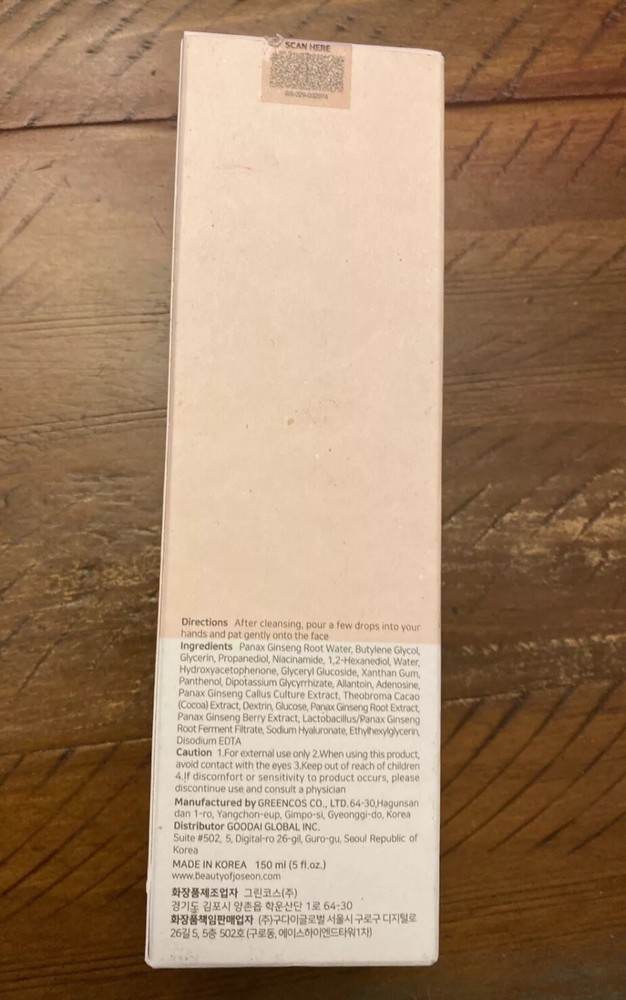 SCAN HERE
Directions After cleansing, pour a few drops into your
hands and pat gently onto the face
Ingredients Panax Ginseng Root Water, Butylene Glycol,
Glycerin, Propanediol, Niacinamide, 1,2-Hexanediol, Water,
Hydroxyacetophenone, Glyceryl Glucoside, Xanthan Gum,
Panthenol, Dipotassium Glycyrrhizate, Allantoin, Adenosine,
Panax Ginseng Callus Culture Extract, Theobroma Cacao
(Cocoa) Extract, Dextrin, Glucose, Panax Ginseng Root Extract,
Panax Ginseng Berry Extract, Lactobacillus/Panax Ginseng
Root Ferment Filtrate, Sodium Hyaluronate, Ethylhexylglycerin,
Disodium EDTA
Caution 1.For external use only 2.When using this product,
avoid contact with the eyes 3.Keep out of reach of children
4.If discomfort or sensitivity to product occurs, please
discontinue use and consult a physician
Manufactured by GREENCOS CO., LTD. 64-30,Hagunsan
dan 1-ro, Yangchon-eup, Gimpo-si, Gyeonggi-do, Korea
Distributor GOODAI GLOBAL INC.
Suite #502, 5, Digital-ro 26-gil, Guro-gu, Seoul Republic of
Korea
MADE IN KOREA 150 ml (5 fl.oz.)
www.beautyofjoseon.com
화장품제조업자 그린코스(주)
경기도 김포시 양촌읍 학운산단 1로 64-30
화장품책임판매업자 (주)구다이글로벌 서울시 구로구 디지털로
26길 5, 5층 502호 (구로동, 에이스하이엔드타워1차)